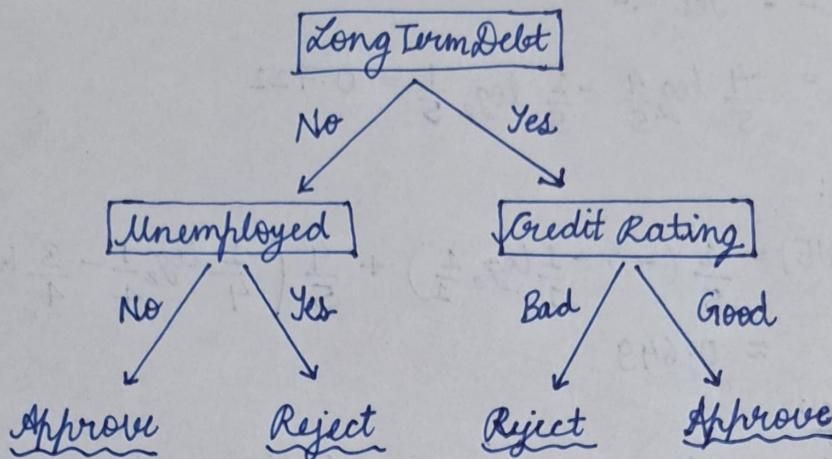 Long Term Debt
No Yes
Unemployed Credit Rating
No Yes Bad Good
Approve Reject Reject Approve